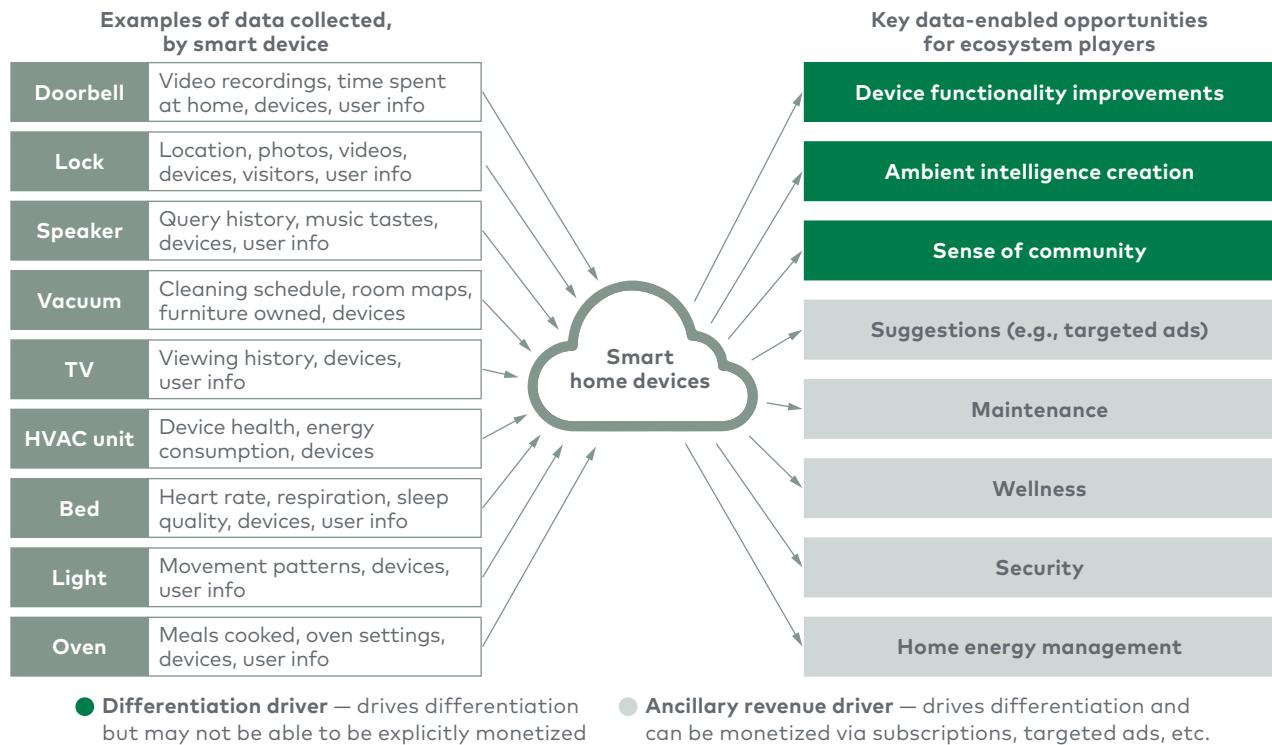 Examples of data collected,
by smart device
Doorbell
Video recordings, time spent
at home, devices, user info
Lock
Location, photos, videos,
devices, visitors, user info
Speaker
Query history, music tastes,
devices, user info
Vacuum
Cleaning schedule, room maps,
furniture owned, devices
TV
Viewing history, devices,
user info
HVAC unit
Device health, energy
consumption, devices
Bed
Heart rate, respiration, sleep
quality, devices, user info
Light
Movement patterns, devices,
user info
Oven
Meals cooked, oven settings,
devices, user info
Smart
home devices
Key data-enabled opportunities
for ecosystem players
Device functionality improvements
Ambient intelligence creation
Sense of community
Suggestions (e.g., targeted ads)
Maintenance
Wellness
Security
Home energy management
Differentiation driver — drives differentiation
but may not be able to be explicitly monetized
Ancillary revenue driver — drives differentiation and
can be monetized via subscriptions, targeted ads, etc.